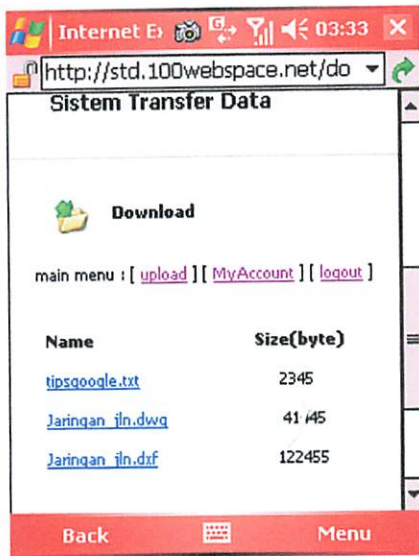 Internet Ex 03:33
http://std.100webspace.net/do
Sistem Transfer Data
Download
main menu : [ upload ] [ MyAccount ] [ logout ]
Name Size(byte)
tipsgoogle.txt 2345
Jaringan_jln.dwg
Jaringan_jln.dxf 122455
Back Menu